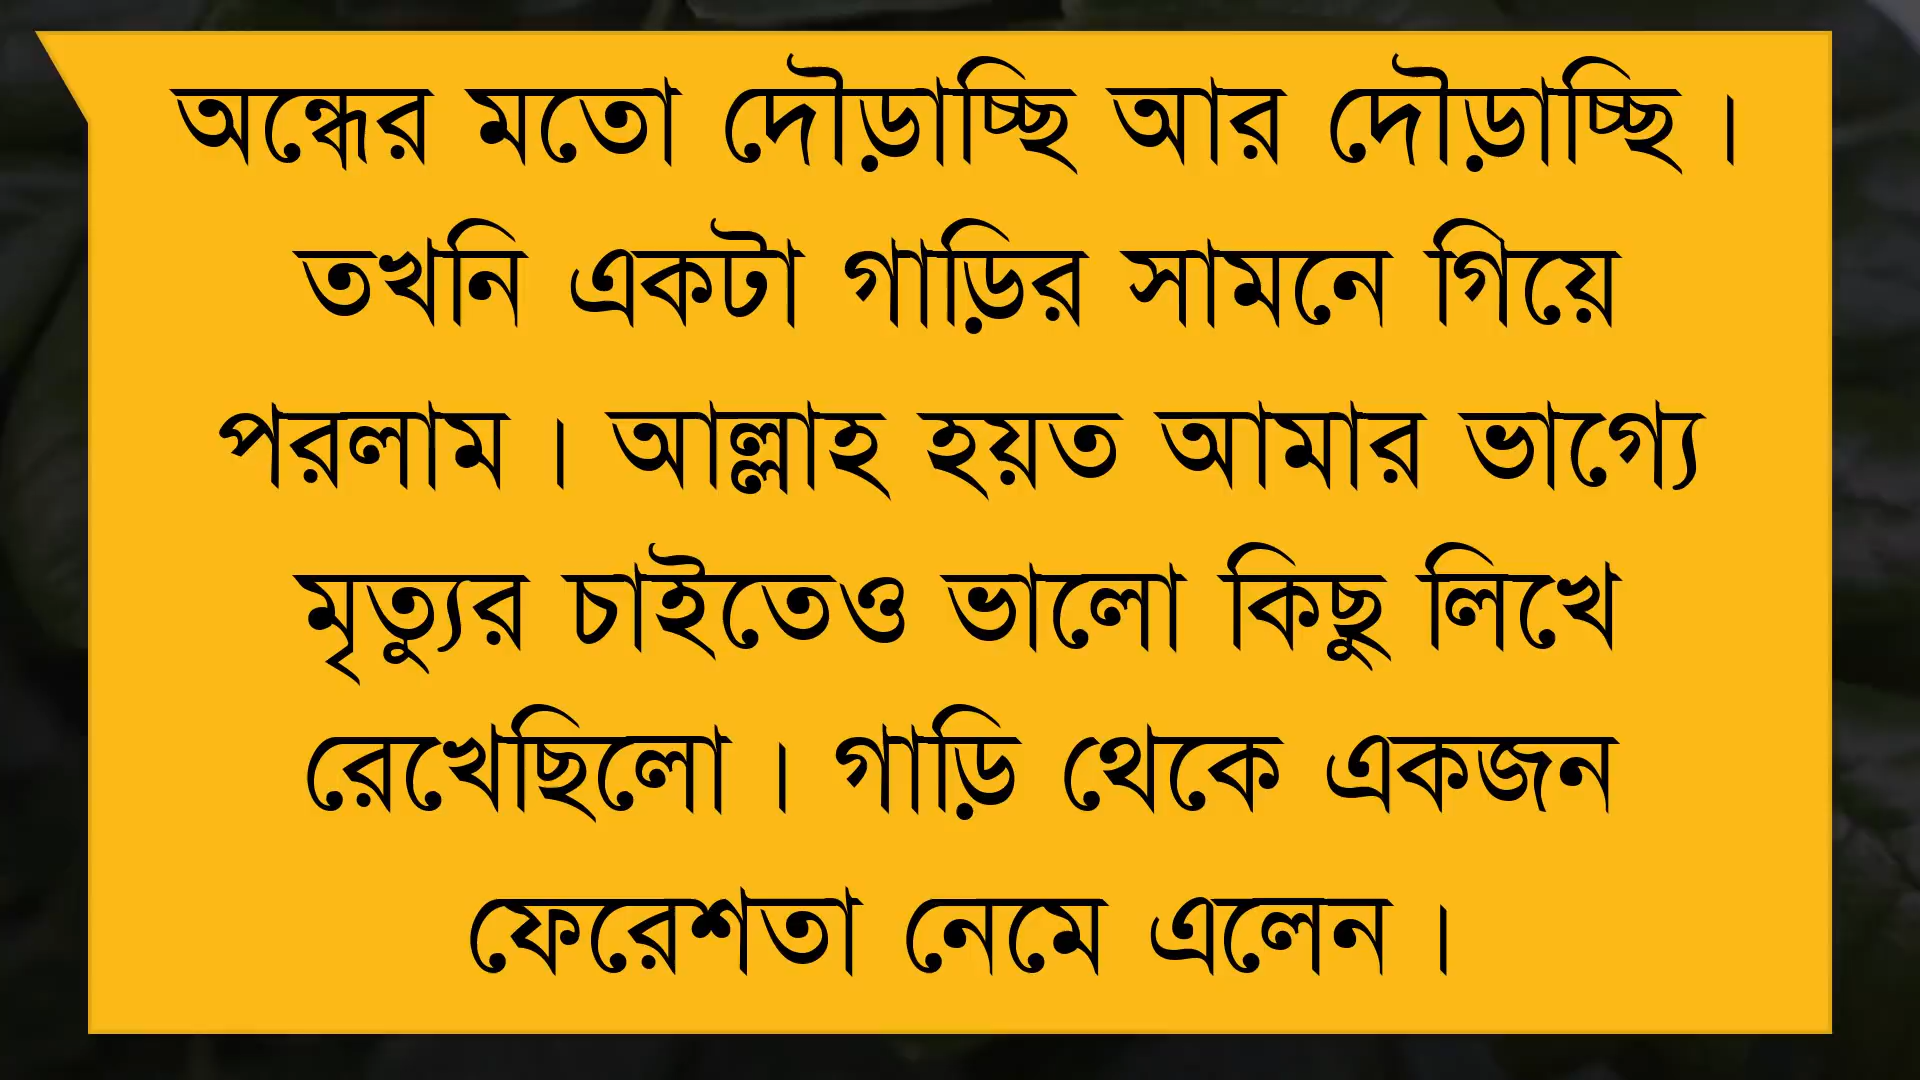 অন্ধের মতো দৌড়াচ্ছি আর দৌড়াচ্ছি ।
তখনি একটা গাড়ির সামনে গিয়ে
পরলাম । আল্লাহ হয়ত আমার ভাগ্যে
মৃত্যুর চাইতেও ভালো কিছু লিখে
রেখেছিলো । গাড়ি থেকে একজন
ফেরেশতা নেমে এলেন ।